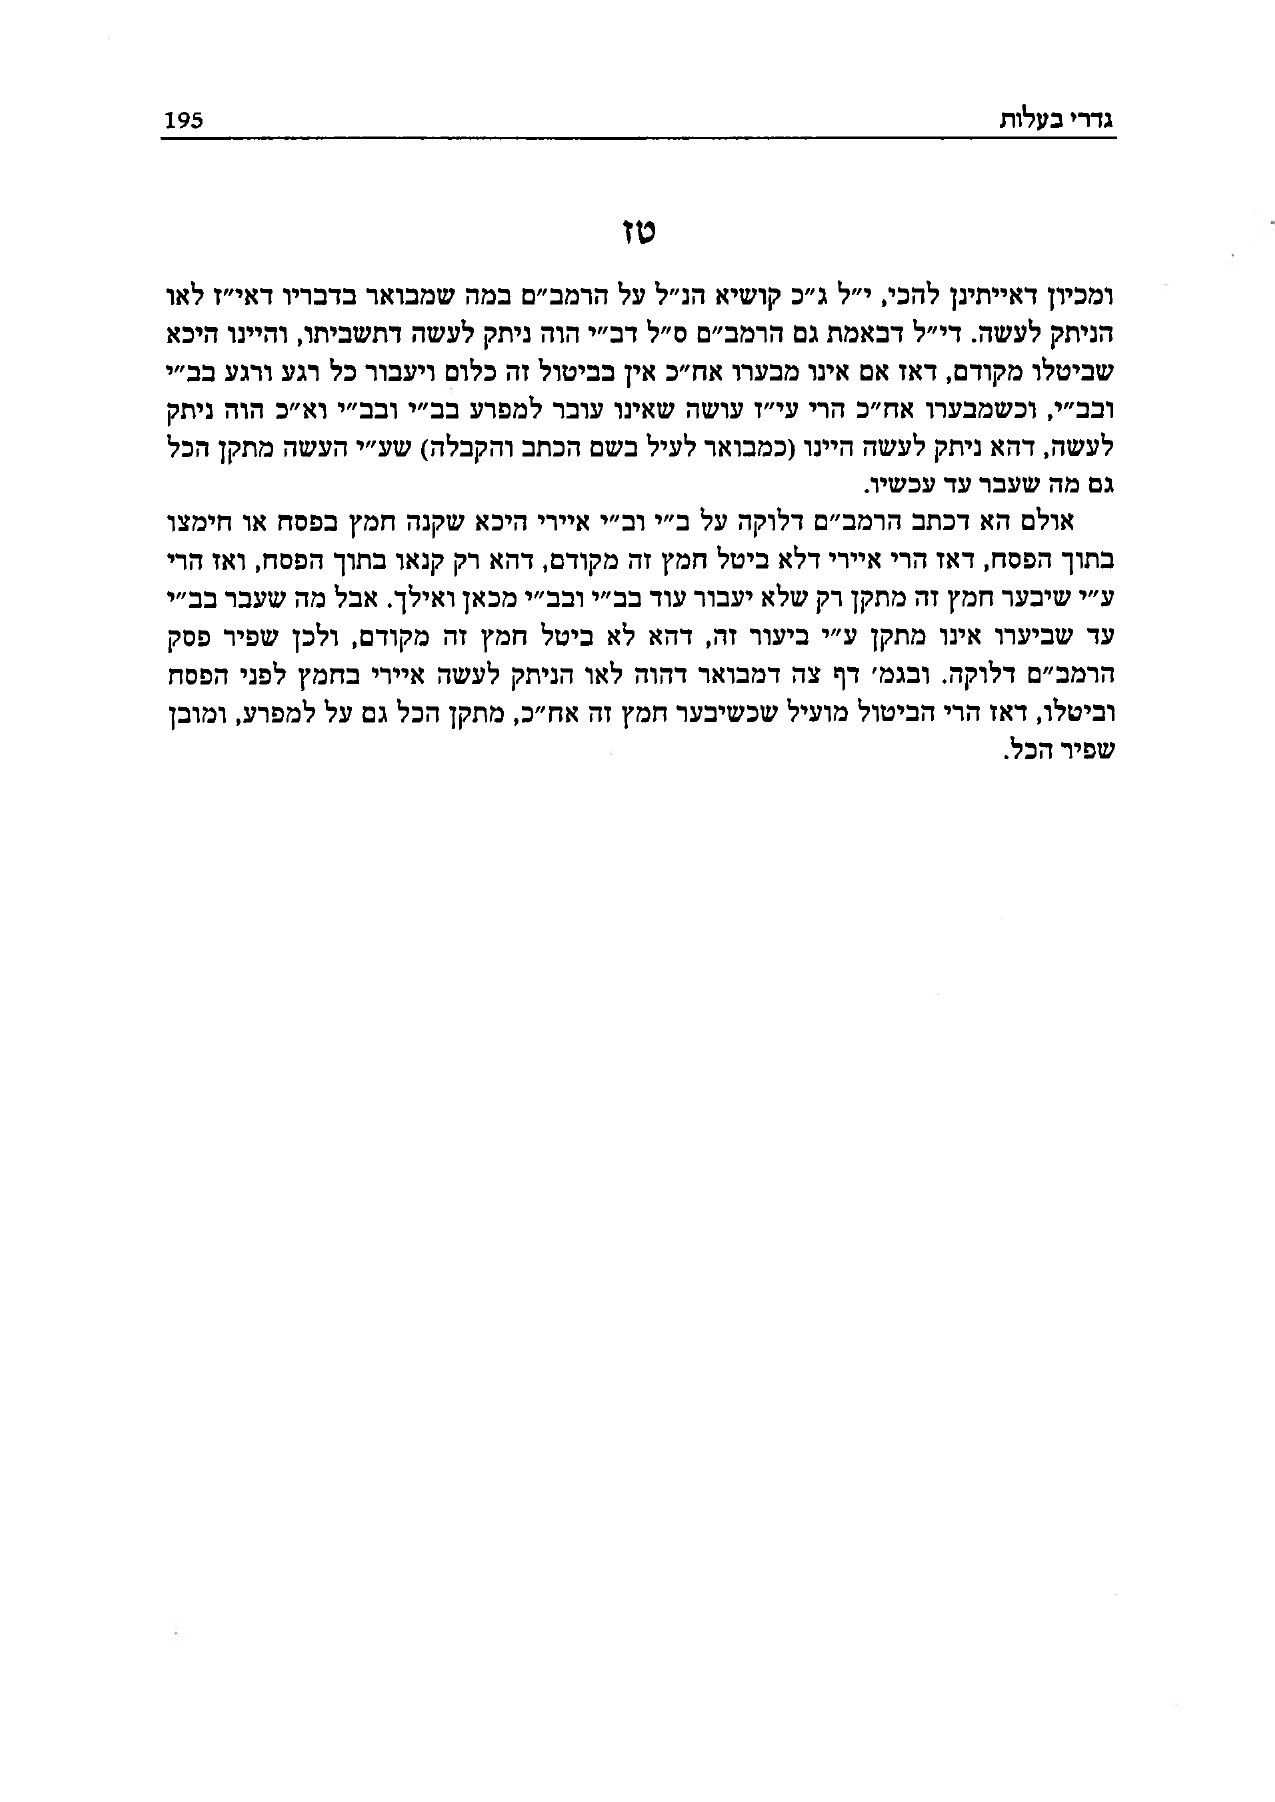 גדרי בעלות 195
טז
ומכיון דאייתינן להכי, י״ל ג״כ קושיא הנ״ל על הרמב״ם במה שמבואר בדבריו דאי״ז לאו
הניתק לעשה. די״ל דבאמת גם הרמב״ם ס״ל דב״י הוה ניתק לעשה דתשביתו, והיינו היכא
שביטלו מקודם, דאז אם אינו מבערו אח״כ אין בביטול זה כלום ויעבור כל רגע ורגע בב״י
ובב״י, וכשמבערו אח״כ הרי עי״ז עושה שאינו עובר למפרע בב״י ובב״י וא״כ הוה ניתק
לעשה, דהא ניתק לעשה היינו (כמבואר לעיל בשם הכתב והקבלה) שע״י העשה מתקן הכל
גם מה שעבר עד עכשיו.
אולם הא דכתב הרמב״ם דלוקה על ב״י וב״י איירי היכא שקנה חמץ בפסח או חימצו
בתוך הפסח, דאז הרי איירי דלא ביטל חמץ זה מקודם, דהא רק קנאו בתוך הפסח, ואז הרי
ע״י שיבער חמץ זה מתקן רק שלא יעבור עוד בב״י ובב״י מכאן ואילך. אבל מה שעבר בב״י
עד שביערו אינו מתקן ע״י ביעור זה, דהא לא ביטל חמץ זה מקודם, ולכן שפיר פסק
הרמב״ם דלוקה. ובגמ׳ דף צה דמבואר דהוה לאו הניתק לעשה איירי בחמץ לפני הפסח
וביטלו, דאז הרי הביטול מועיל שכשיבער חמץ זה אח״כ, מתקן הכל גם על למפרע, ומובן
שפיר הכל.